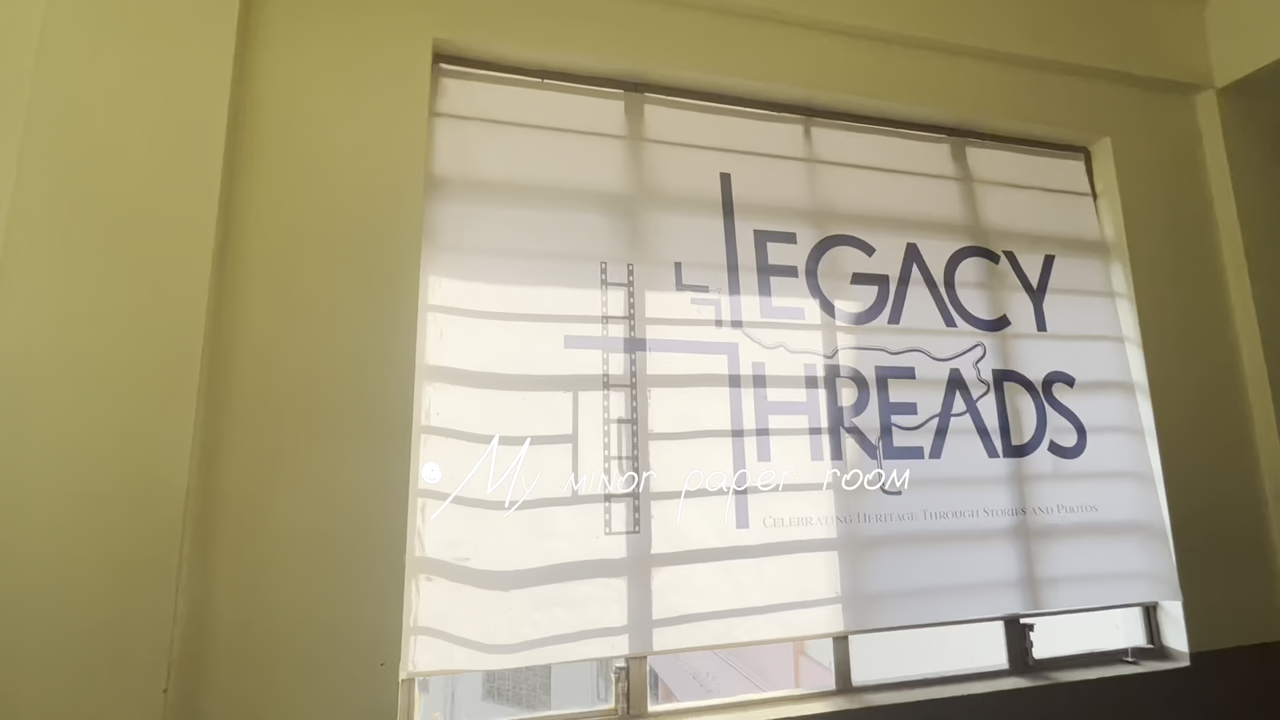 LEGACY
THREADS
My minor paper room
CELEBRATING HERITAGE THROUGH STORIES AND PHOTOS